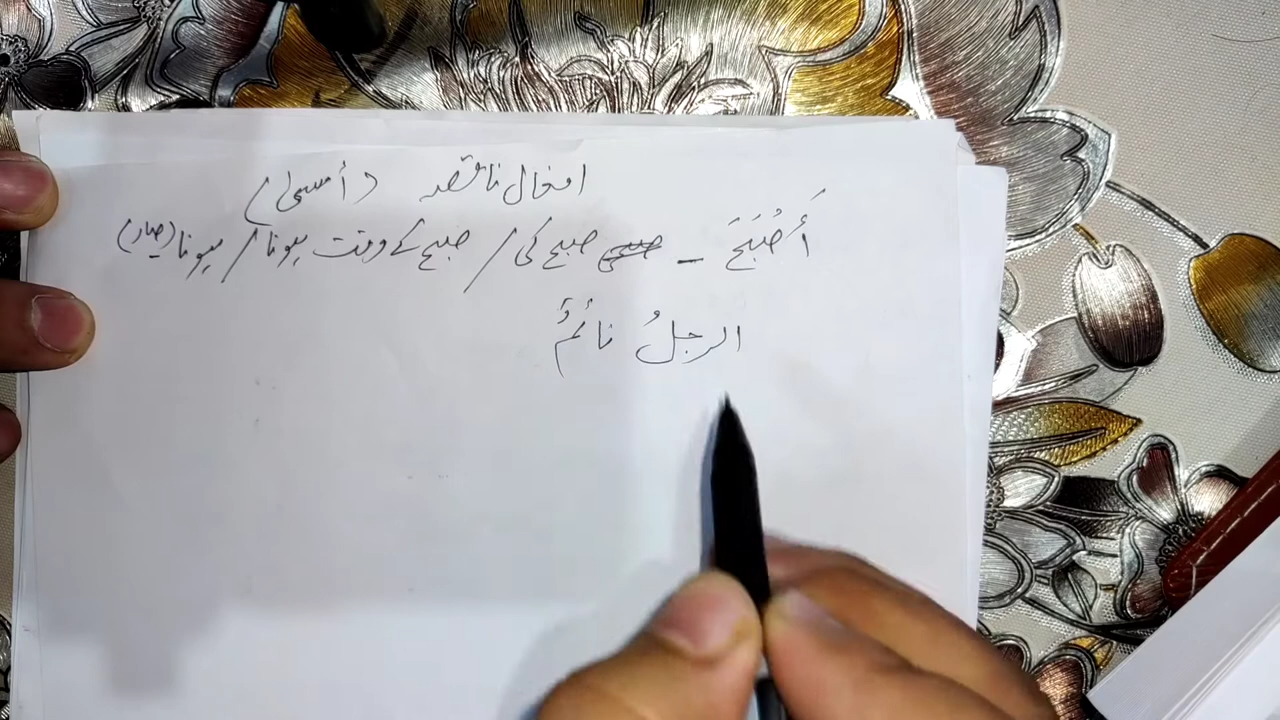 افعال ناقصہ (أمسی)
أَصْبَحَ - صبح کی / صبح کے وقت ہونا / ہونا (صار)
الرجلُ نائمٌ